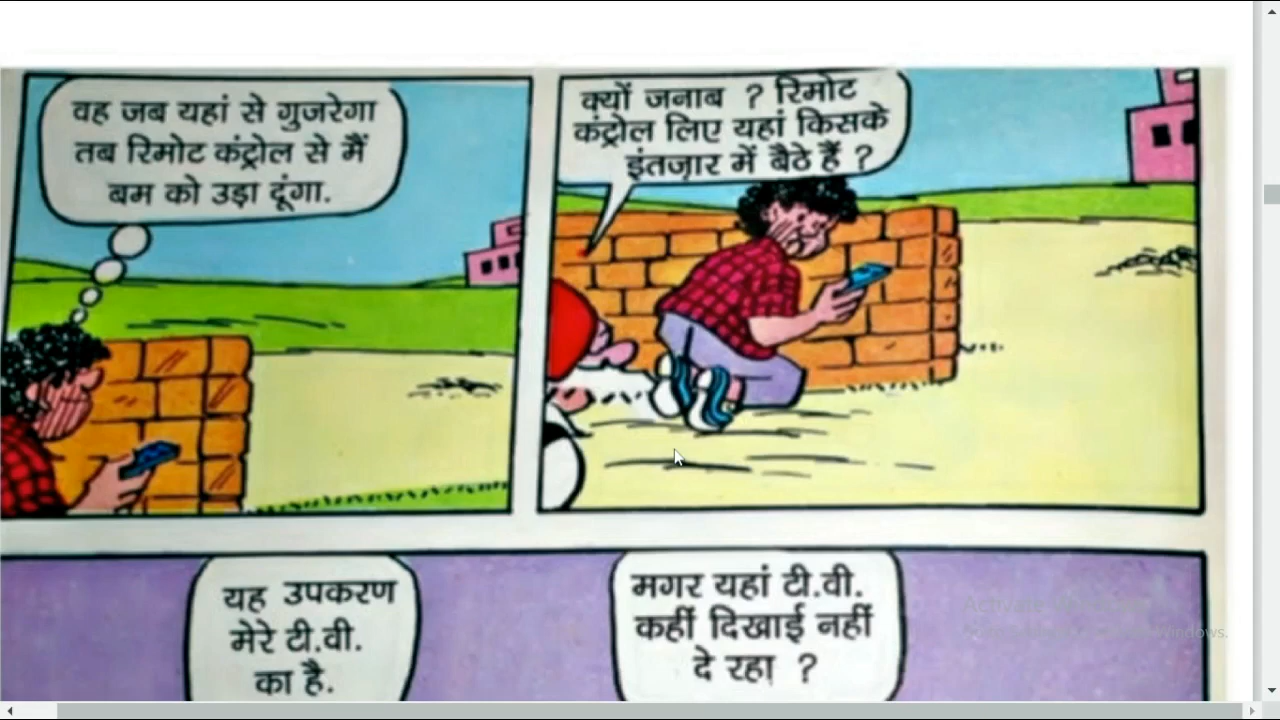 वह जब यहां से गुजरेगा
तब रिमोट कंट्रोल से मैं
बम को उड़ा दूंगा.
क्यों जनाब ? रिमोट
कंट्रोल लिए यहां किसके
इंतज़ार में बैठे हैं ?
यह उपकरण
मेरे टी.वी.
का है.
मगर यहां टी.वी.
कहीं दिखाई नहीं
दे रहा ?